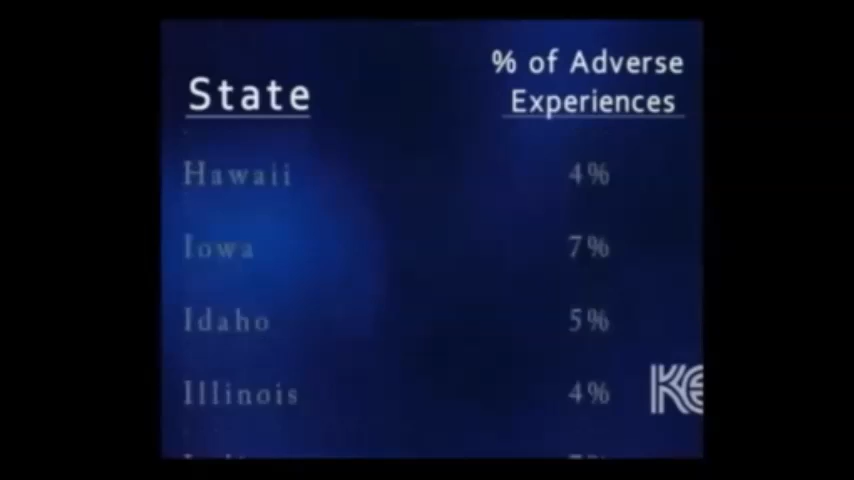 State
% of Adverse
Experiences
Hawaii 4%
Iowa 7%
Idaho 5%
Illinois 4%